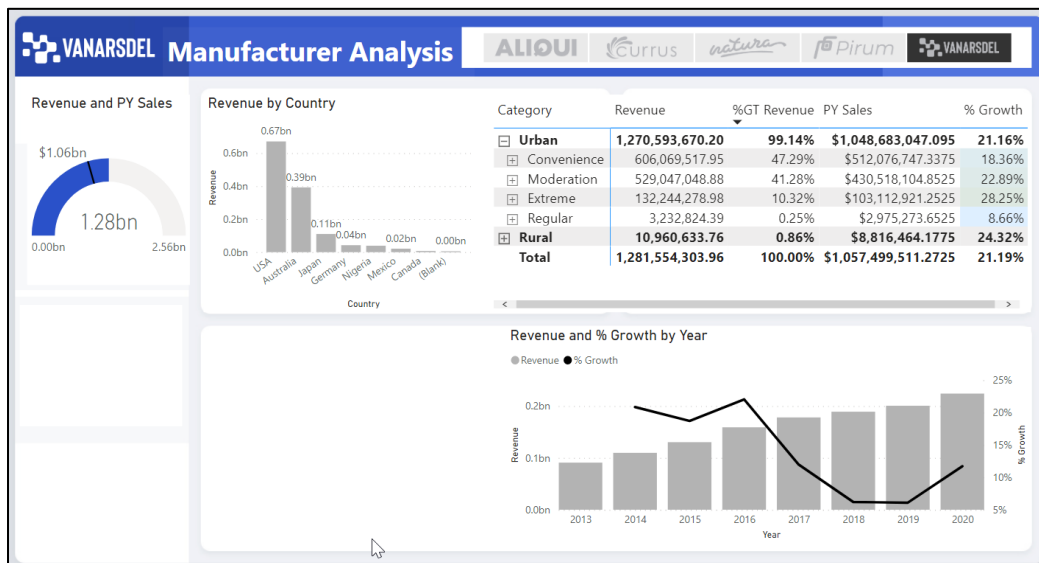 VANARSDEL Manufacturer Analysis ALIQUI currus natura Pirum VANARSDEL
Revenue and PY Sales
$1.06bn
1.28bn
0.00bn 2.56bn
Revenue by Country
0.67bn
0.6bn
0.39bn
0.4bn
0.2bn
0.11bn
0.04bn 0.02bn 0.00bn
0.0bn
Revenue
USA Australia Japan Germany Nigeria Mexico Canada (Blank)
Country
Category Revenue %GT Revenue PY Sales % Growth
Urban 1,270,593,670.20 99.14% $1,048,683,047.095 21.16%
Convenience 606,069,517.95 47.29% $512,076,747.3375 18.36%
Moderation 529,047,048.88 41.28% $430,518,104.8525 22.89%
Extreme 132,244,278.98 10.32% $103,112,921.2525 28.25%
Regular 3,232,824.39 0.25% $2,975,273.6525 8.66%
Rural 10,960,633.76 0.86% $8,816,464.1775 24.32%
Total 1,281,554,303.96 100.00% $1,057,499,511.2725 21.19%
Revenue and % Growth by Year
Revenue % Growth
25%
0.2bn 20%
15%
0.1bn 10%
0.0bn 5%
Revenue
% Growth
2013 2014 2015 2016 2017 2018 2019 2020
Year